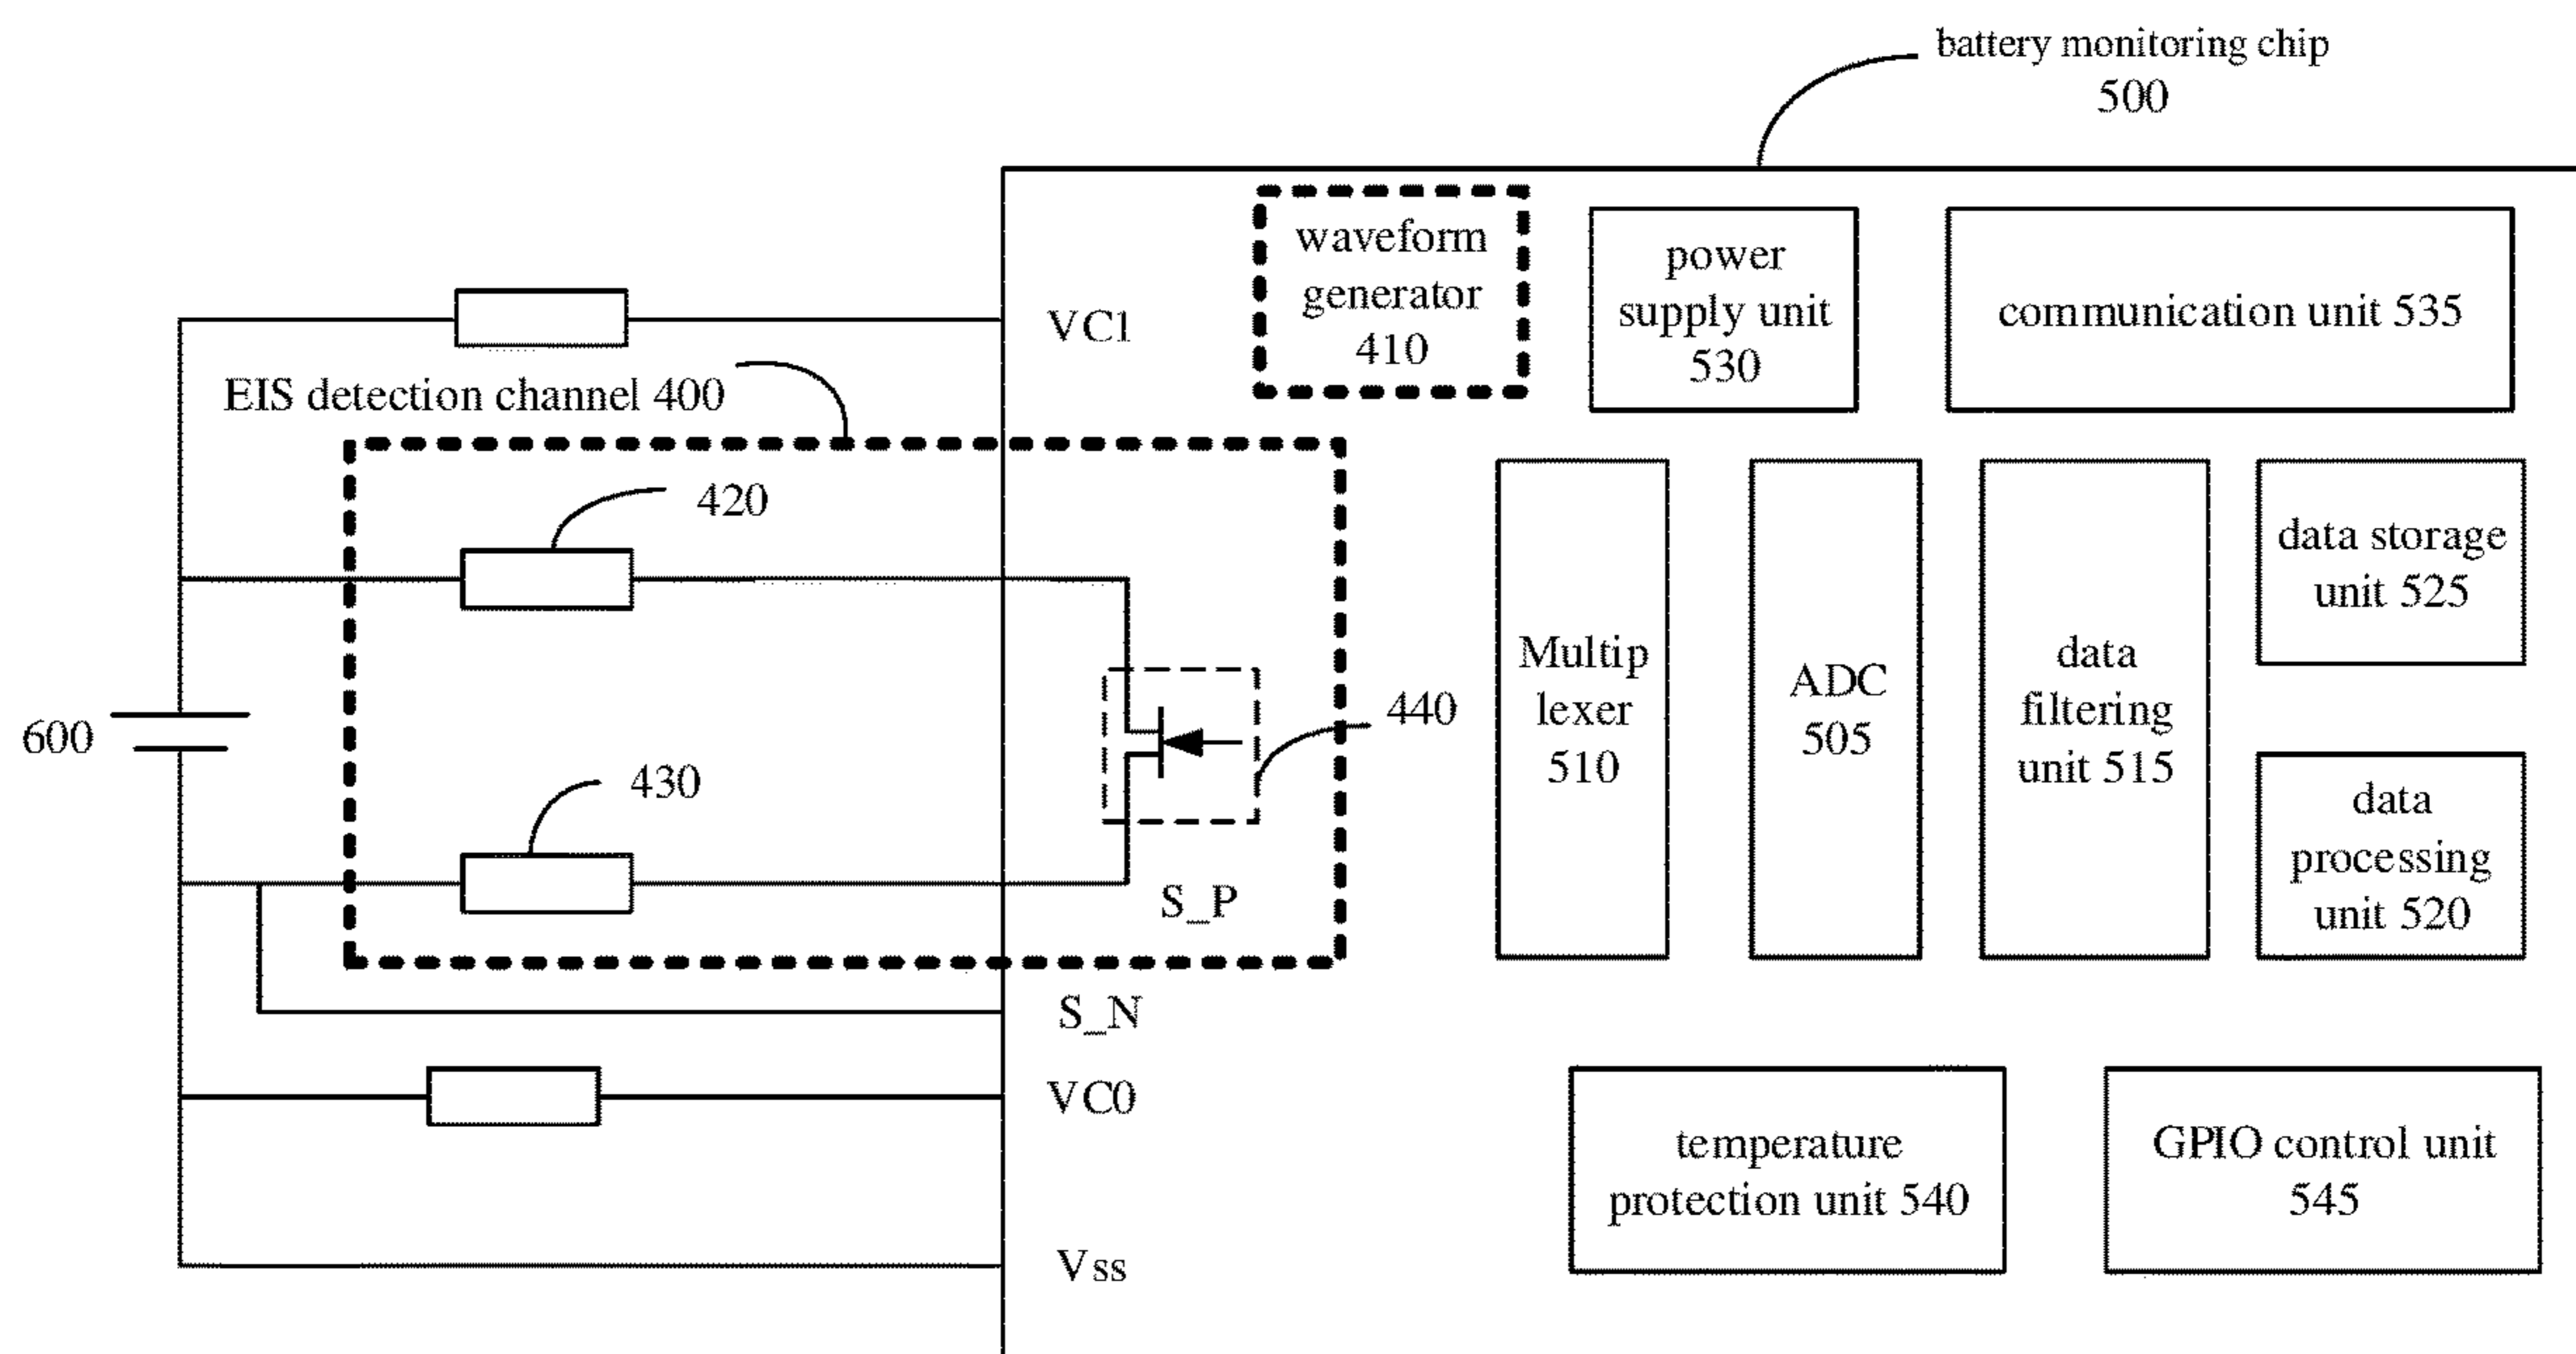 battery monitoring chip
500
waveform
generator
410
power
supply unit
530
communication unit 535
VC1
EIS detection channel 400
420
data storage
unit 525
Multip
lexer
510
ADC
505
data
filtering
unit 515
440
600
430
data
processing
unit 520
S_P
S_N
VC0
temperature
protection unit 540
GPIO control unit
545
Vss